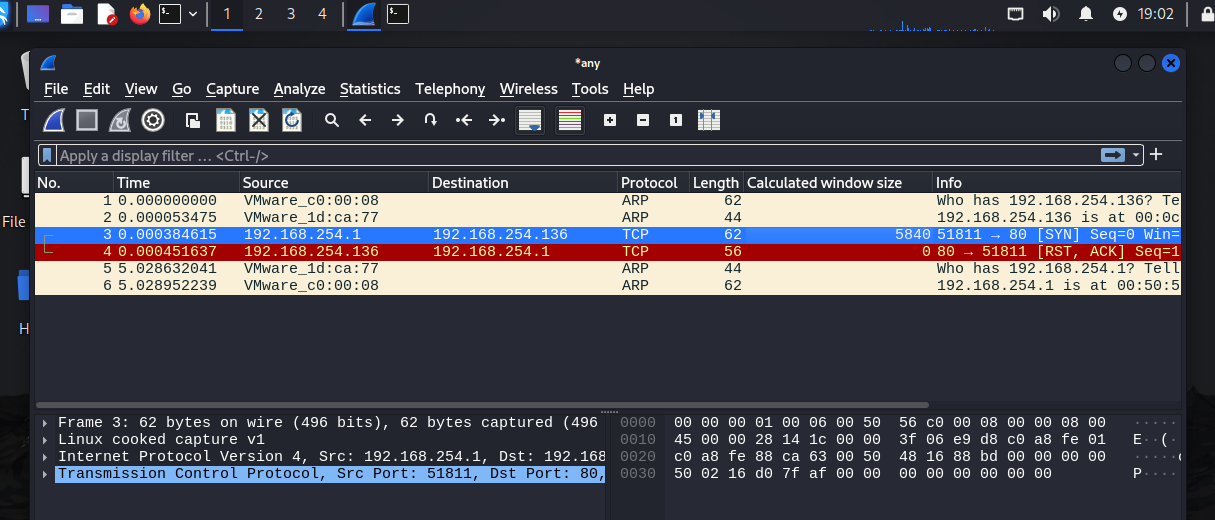 1 2 3 4 19:02
*any
File Edit View Go Capture Analyze Statistics Telephony Wireless Tools Help
Apply a display filter … <Ctrl-/>
No. Time Source Destination Protocol Length Calculated window size Info
1 0.000000000 VMware_c0:00:08 ARP 62 Who has 192.168.254.136? Te
2 0.000053475 VMware_1d:ca:77 ARP 44 192.168.254.136 is at 00:0c
3 0.000384615 192.168.254.1 192.168.254.136 TCP 62 5840 51811 → 80 [SYN] Seq=0 Win=
4 0.000451637 192.168.254.136 192.168.254.1 TCP 56 0 80 → 51811 [RST, ACK] Seq=1
5 5.028632041 VMware_1d:ca:77 ARP 44 Who has 192.168.254.1? Tell
6 5.028952239 VMware_c0:00:08 ARP 62 192.168.254.1 is at 00:50:5
T
File
H
Frame 3: 62 bytes on wire (496 bits), 62 bytes captured (496
Linux cooked capture v1
Internet Protocol Version 4, Src: 192.168.254.1, Dst: 192.168
Transmission Control Protocol, Src Port: 51811, Dst Port: 80,
0000 00 00 00 01 00 06 00 50 56 c0 00 08 00 00 08 00 ·····
0010 45 00 00 28 14 1c 00 00 3f 06 e9 d8 c0 a8 fe 01 E··(·
0020 c0 a8 fe 88 ca 63 00 50 48 16 88 bd 00 00 00 00 ·····c
0030 50 02 16 d0 7f af 00 00 00 00 00 00 00 00 P····